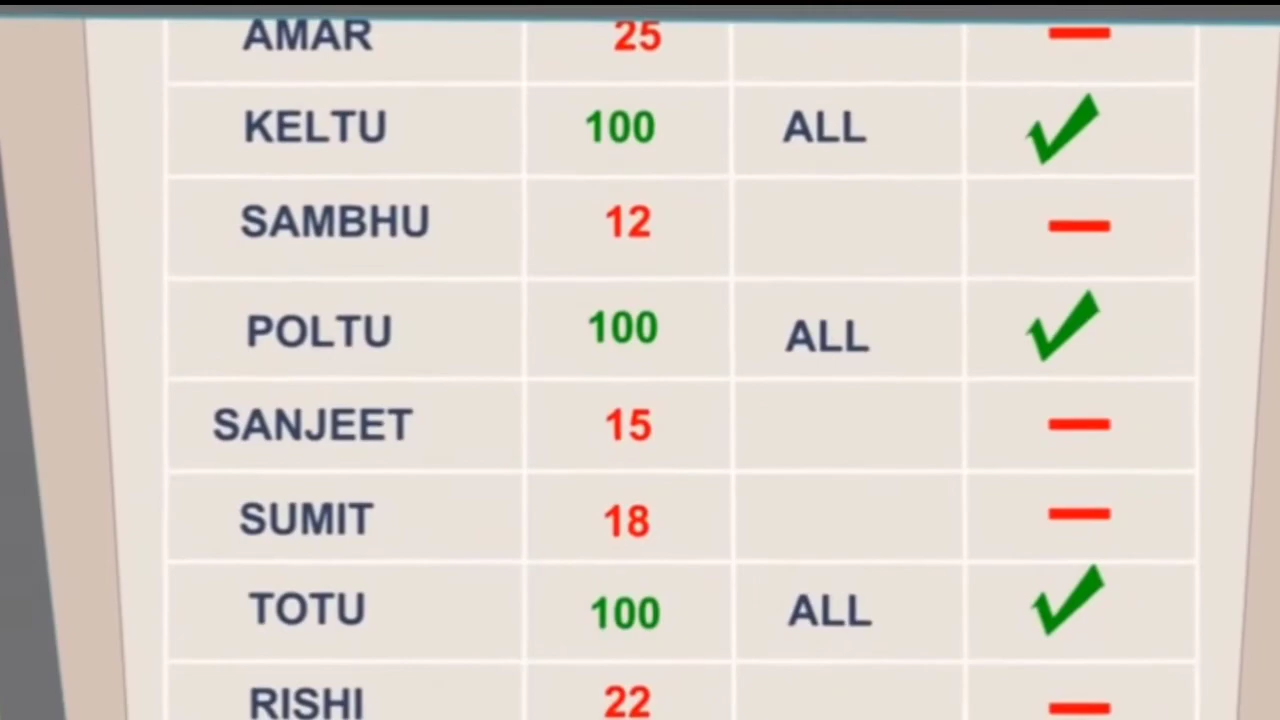 AMAR 25
KELTU 100 ALL
SAMBHU 12
POLTU 100 ALL
SANJEET 15
SUMIT 18
TOTU 100 ALL
RISHI 22